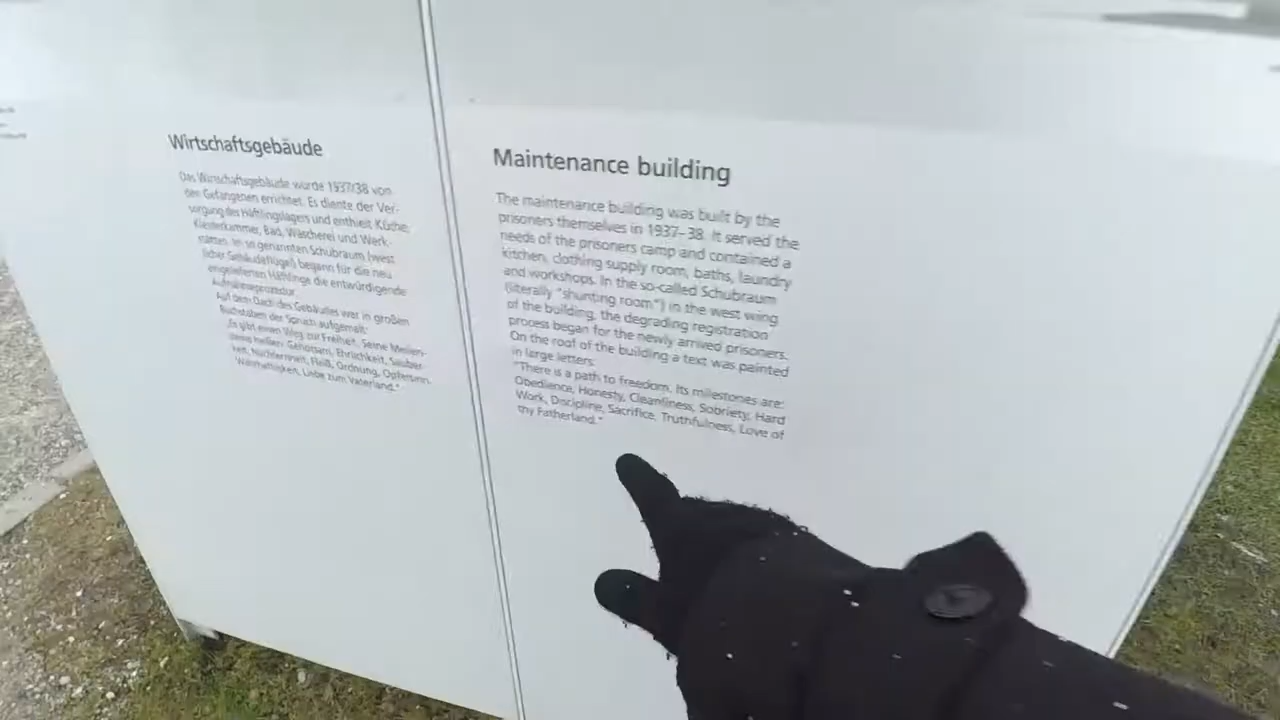 Wirtschaftsgebäude
Das Wirtschaftsgebäude wurde 1937/38 von
den Gefangenen errichtet. Es diente der Ver-
sorgung des Häftlingslagers und enthielt Küche,
Kleiderkammer, Bad, Wäscherei und Werk-
stätten. Im so genannten Schubraum (west
licher Gebäudeflügel) begann für die neu
eingelieferten Häftlinge die entwürdigende
Aufnahmeprozedur.
Auf dem Dach des Gebäudes war in großen
Buchstaben der Spruch aufgemalt:
„Es gibt einen Weg zur Freiheit. Seine Meilen-
steine heißen: Gehorsam, Ehrlichkeit, Sauber-
keit, Nüchternheit, Fleiß, Ordnung, Opfersinn,
Wahrhaftigkeit, Liebe zum Vaterland."
Maintenance building
The maintenance building was built by the
prisoners themselves in 1937–38. It served the
needs of the prisoners camp and contained a
kitchen, clothing supply room, baths, laundry
and workshops. In the so-called Schubraum
(literally "shunting room") in the west wing
of the building, the degrading registration
process began for the newly arrived prisoners.
On the roof of the building a text was painted
in large letters:
"There is a path to freedom. Its milestones are:
Obedience, Honesty, Cleanliness, Sobriety, Hard
Work, Discipline, Sacrifice, Truthfulness, Love of
thy Fatherland."